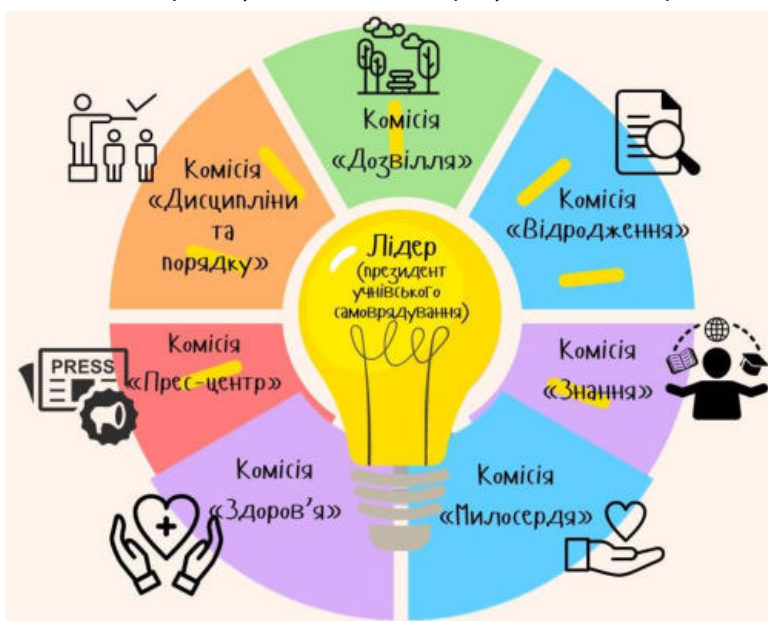 Комісія
«Дозвілля»
Комісія
«Відродження»
Комісія
«Знання»
Комісія
«Милосердя»
Комісія
«Здоров'я»
PRESS
Комісія
«Прес-центр»
Комісія
«Дисципліни
та
порядку»
Лідер
(президент
учнівського
самоврядування)